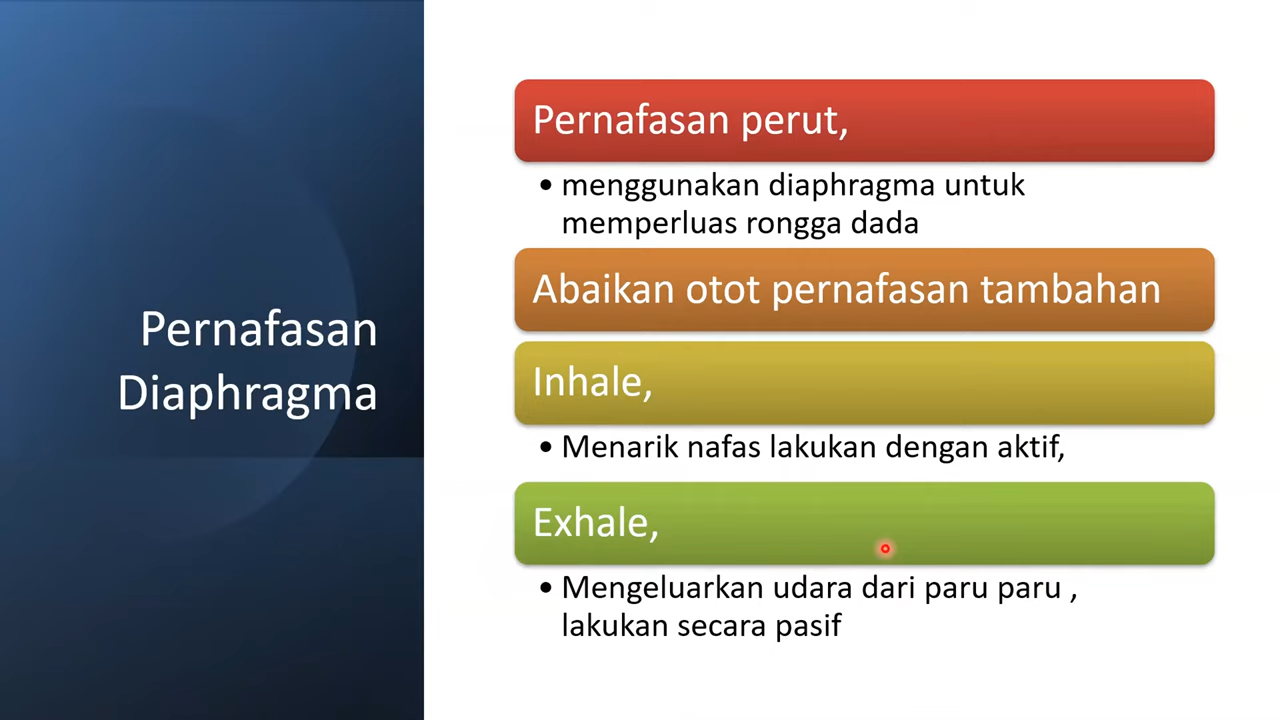 Pernafasan
Diaphragma
Pernafasan perut,
• menggunakan diaphragma untuk
memperluas rongga dada
Abaikan otot pernafasan tambahan
Inhale,
• Menarik nafas lakukan dengan aktif,
Exhale,
• Mengeluarkan udara dari paru paru ,
lakukan secara pasif